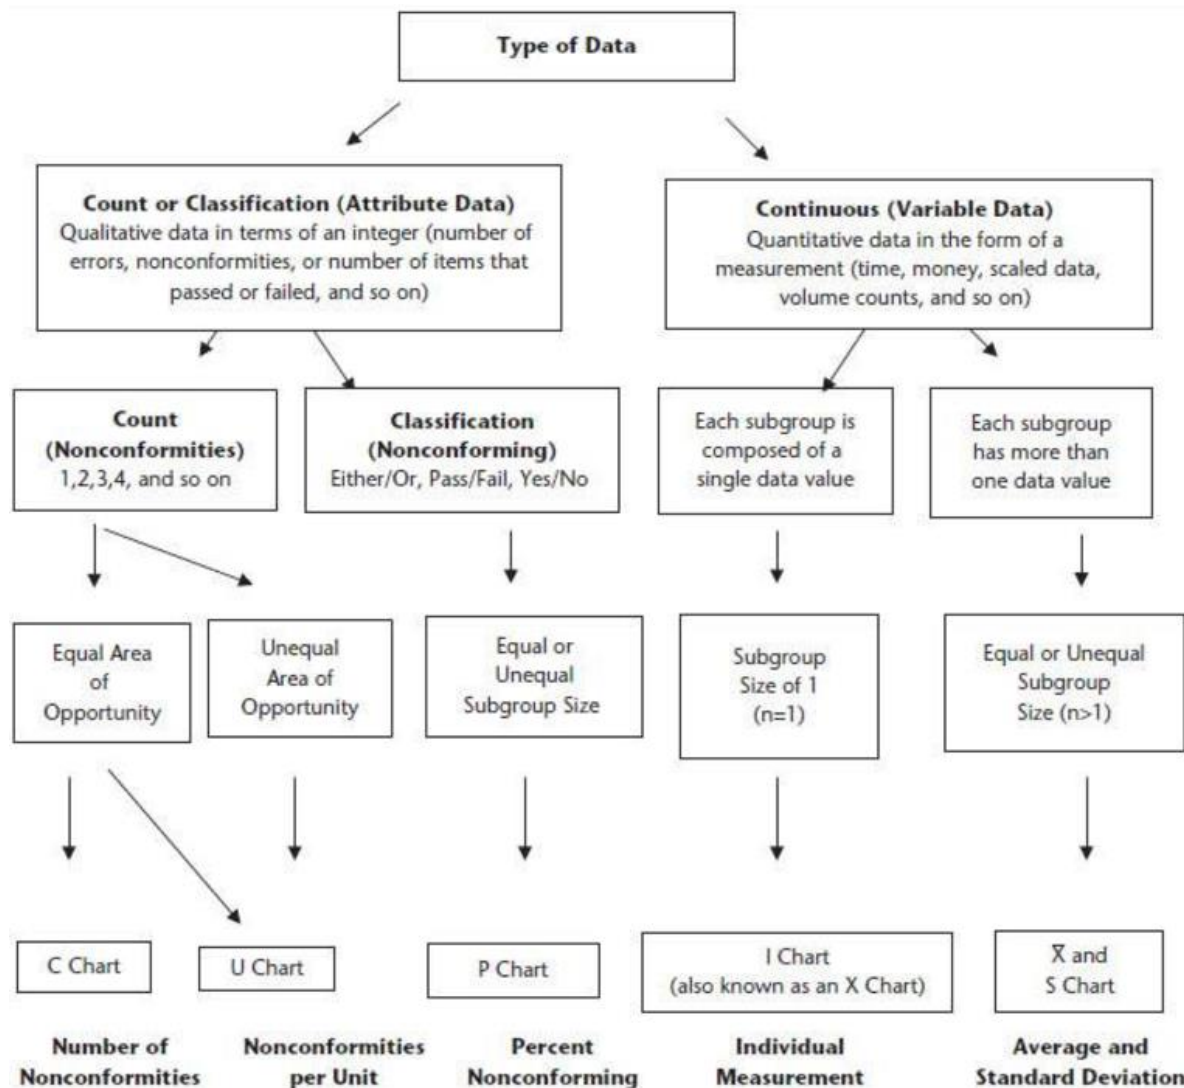 Type of Data
Count or Classification (Attribute Data)
Qualitative data in terms of an integer (number of
errors, nonconformities, or number of items that
passed or failed, and so on)
Continuous (Variable Data)
Quantitative data in the form of a
measurement (time, money, scaled data,
volume counts, and so on)
Count
(Nonconformities)
1,2,3,4, and so on
Classification
(Nonconforming)
Either/Or, Pass/Fail, Yes/No
Each subgroup is
composed of a
single data value
Each subgroup
has more than
one data value
Equal Area
of
Opportunity
Unequal
Area of
Opportunity
Equal or
Unequal
Subgroup Size
Subgroup
Size of 1
(n=1)
Equal or Unequal
Subgroup
Size (n>1)
C Chart
U Chart
P Chart
I Chart
(also known as an X Chart)
X̅ and
S Chart
Number of
Nonconformities
Nonconformities
per Unit
Percent
Nonconforming
Individual
Measurement
Average and
Standard Deviation